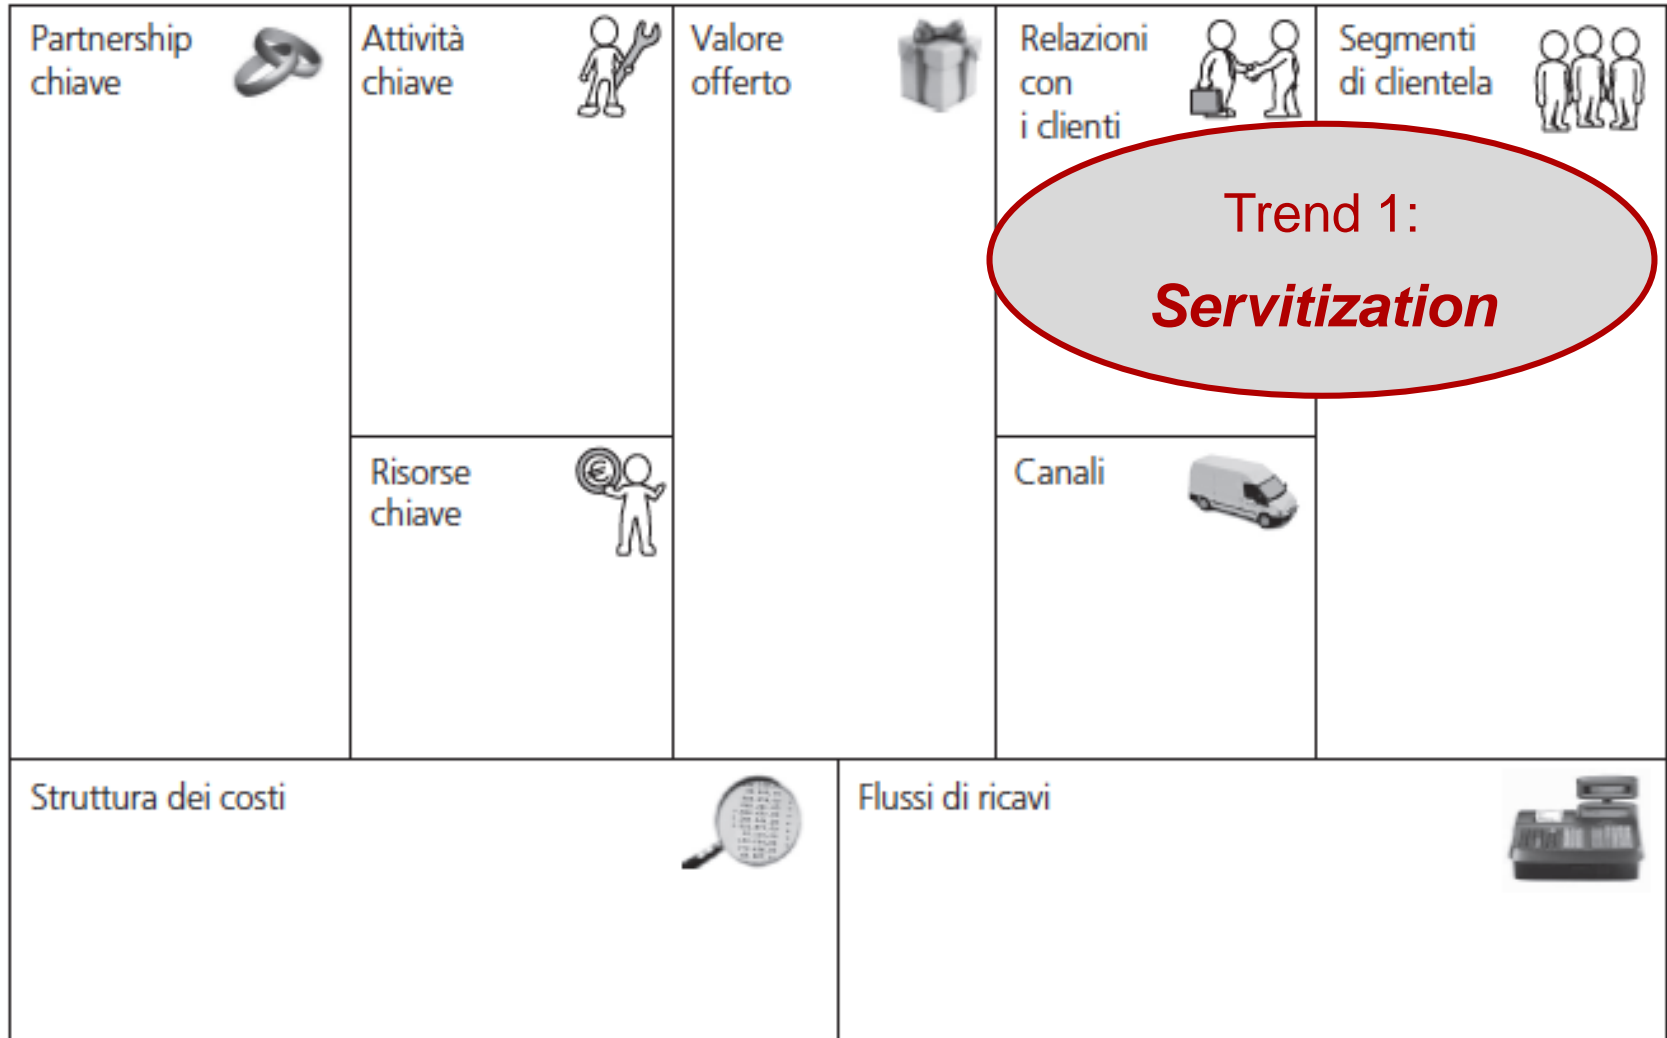 Partnership
chiave
Attività
chiave
Valore
offerto
Relazioni
con
i clienti
Segmenti
di clientela
Trend 1:
Servitization
Risorse
chiave
€
Canali
Struttura dei costi
Flussi di ricavi